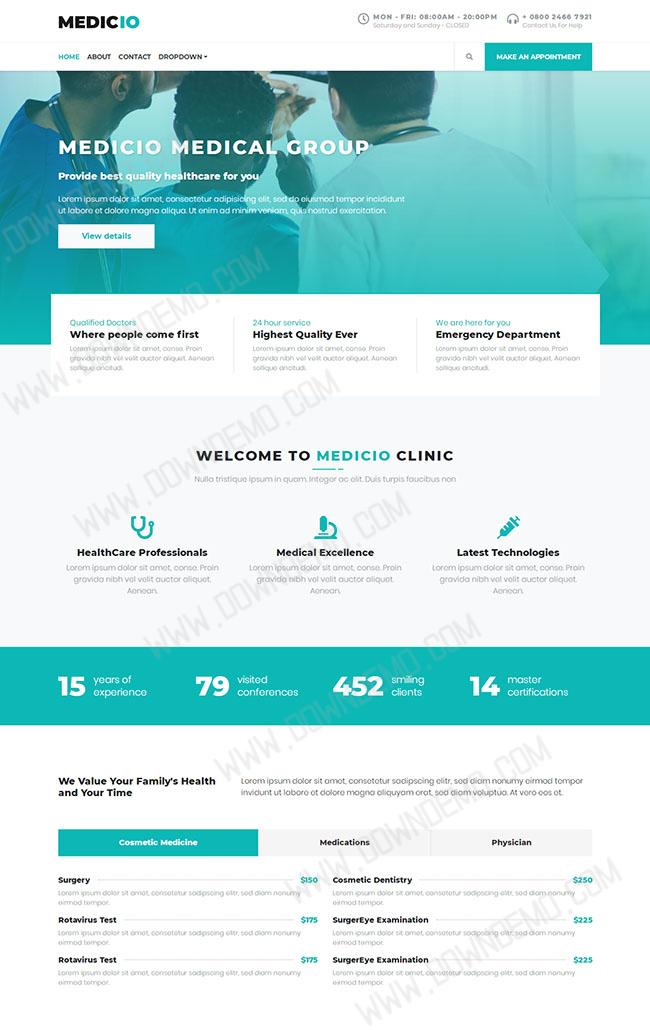 MEDICIO
MON - FRI: 08:00AM - 20:00PM
Saturday and Sunday - CLOSED
+ 0800 2466 7921
Contact Us For Help
HOME ABOUT CONTACT DROPDOWN
MAKE AN APPOINTMENT
MEDICIO MEDICAL GROUP
Provide best quality healthcare for you
Lorem ipsum dolor sit amet, consectetur adipisicing elit, sed do eiusmod tempor incididunt
ut labore et dolore magna aliqua. Ut enim ad minim veniam, quis nostrud exercitation.
View details
Qualified Doctors
Where people come first
Lorem ipsum dolor sit amet, conse. Proin
gravida nibh vel velit auctor aliquet. Aenean
sollique ancitudi.
24 hour service
Highest Quality Ever
Lorem ipsum dolor sit amet, conse. Proin
gravida nibh vel velit auctor aliquet. Aenean
sollique ancitudi.
We are here for you
Emergency Department
Lorem ipsum dolor sit amet, conse. Proin
gravida nibh vel velit auctor aliquet. Aenean
sollique ancitudi.
WELCOME TO MEDICIO CLINIC
Nulla tristique ipsum in quam. Integer ac elit. Duis turpis faucibus non
HealthCare Professionals
Lorem ipsum dolor sit amet, conse. Proin
gravida nibh vel velit auctor aliquet.
Aenean.
Medical Excellence
Lorem ipsum dolor sit amet, conse. Proin
gravida nibh vel velit auctor aliquet.
Aenean.
Latest Technologies
Lorem ipsum dolor sit amet, conse. Proin
gravida nibh vel velit auctor aliquet.
Aenean.
15 years of
experience
79 visited
conferences
452 smiling
clients
14 master
certifications
We Value Your Family's Health
and Your Time
Lorem ipsum dolor sit amet, consetetur sadipscing elitr, sed diam nonumy eirmod tempor
invidunt ut labore et dolore magna aliquyam erat, sed diam voluptua. At vero eos et.
Cosmetic Medicine
Medications
Physician
Surgery $150
Lorem ipsum dolor sit amet, consetetur sadipscing elitr, sed diam nonumy
eirmod tempor.
Cosmetic Dentistry $250
Lorem ipsum dolor sit amet, consetetur sadipscing elitr, sed diam nonumy
eirmod tempor.
Rotavirus Test $175
Lorem ipsum dolor sit amet, consetetur sadipscing elitr, sed diam nonumy
eirmod tempor.
SurgerEye Examination $225
Lorem ipsum dolor sit amet, consetetur sadipscing elitr, sed diam nonumy
eirmod tempor.
Rotavirus Test $175
Lorem ipsum dolor sit amet, consetetur sadipscing elitr, sed diam nonumy
eirmod tempor.
SurgerEye Examination $225
Lorem ipsum dolor sit amet, consetetur sadipscing elitr, sed diam nonumy
eirmod tempor.
WWW.DOWNDEMO.COM
WWW.DOWNDEMO.COM
WWW.DOWNDEMO.COM
WWW.DOWNDEMO.COM
WWW.DOWNDEMO.COM
WWW.DOWNDEMO.COM
WWW.DOWNDEMO.COM